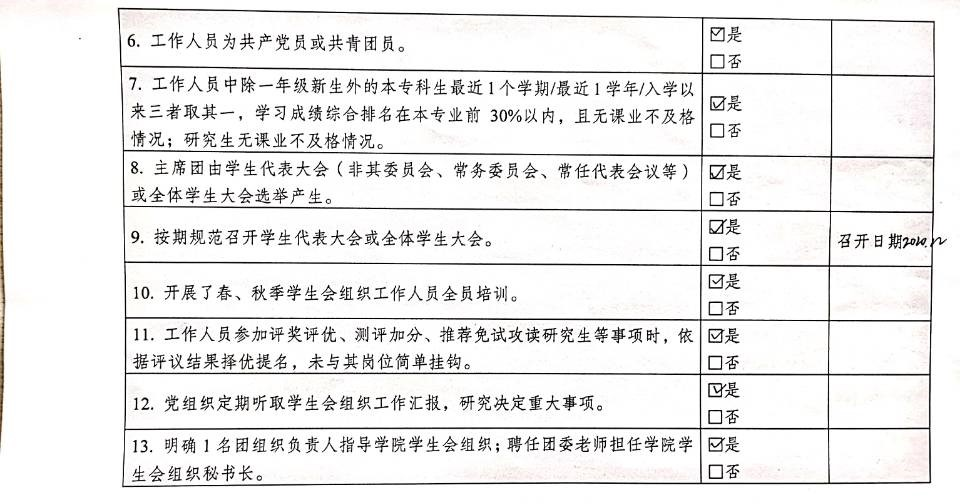 6. 工作人员为共产党员或共青团员。
☑是
☐否
7. 工作人员中除一年级新生外的本专科生最近1个学期/最近1学年/入学以
来三者取其一，学习成绩综合排名在本专业前 30%以内，且无课业不及格
情况；研究生无课业不及格情况。
☑是
☐否
8. 主席团由学生代表大会（非其委员会、常务委员会、常任代表会议等）
或全体学生大会选举产生。
☑是
☐否
9. 按期规范召开学生代表大会或全体学生大会。
☑是
☐否
召开日期2020.12
10. 开展了春、秋季学生会组织工作人员全员培训。
☑是
☐否
11. 工作人员参加评奖评优、测评加分、推荐免试攻读研究生等事项时，依
据评议结果择优提名，未与其岗位简单挂钩。
☑是
☐否
12. 党组织定期听取学生会组织工作汇报，研究决定重大事项。
☑是
☐否
13. 明确1名团组织负责人指导学院学生会组织；聘任团委老师担任学院学
生会组织秘书长。
☑是
☐否